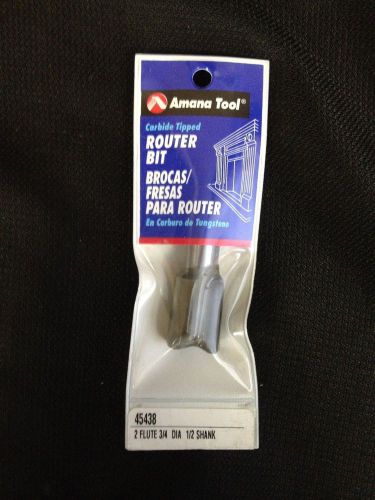 Amana Tool®
Carbide Tipped
ROUTER
BIT
BROCAS/
FRESAS
PARA ROUTER
En Carburo de Tungsteno
45438
2 FLUTE 3/4 DIA 1/2 SHANK